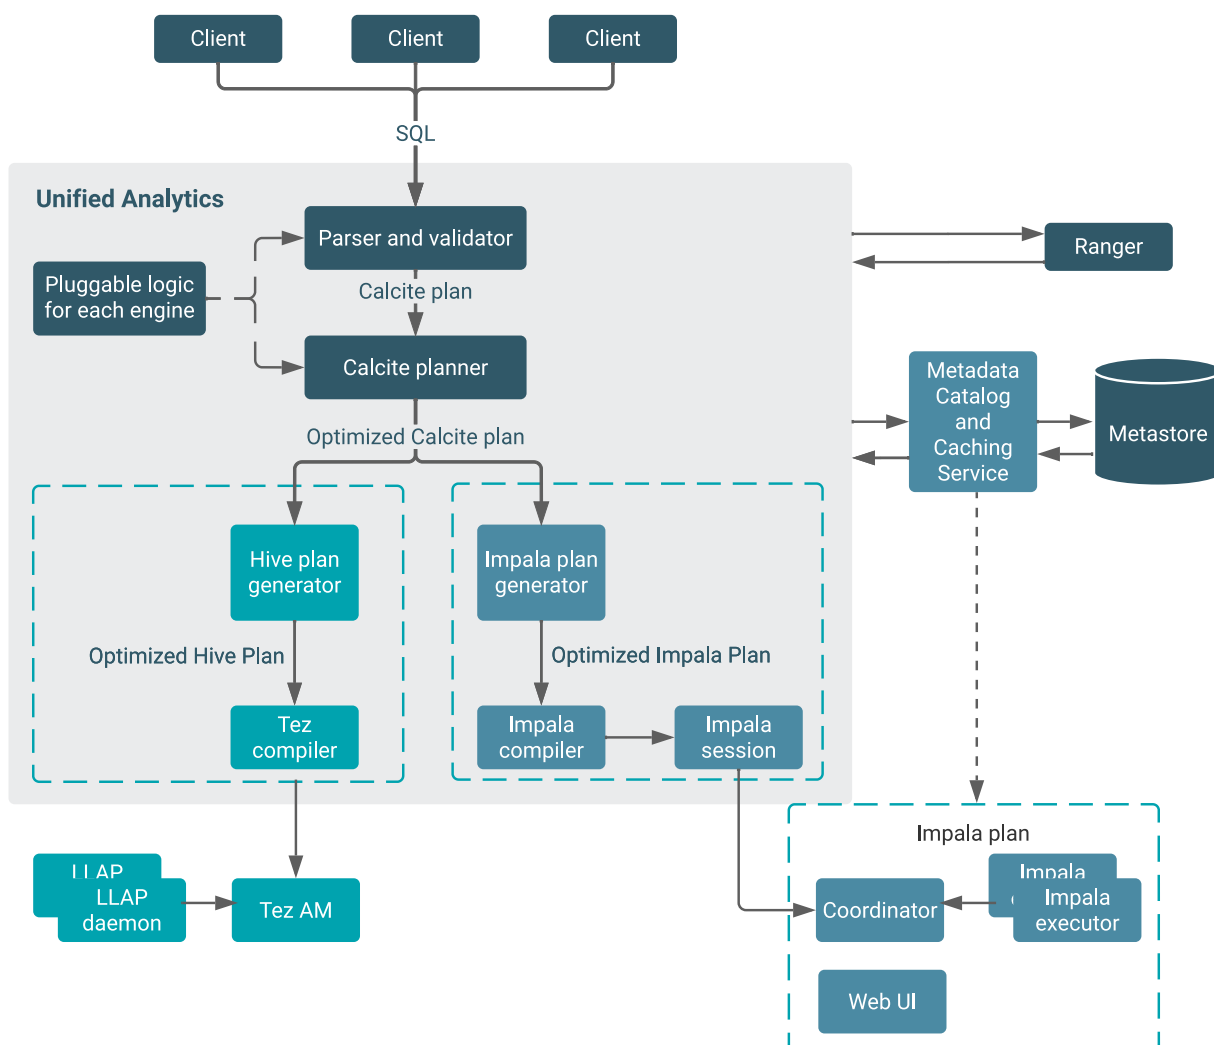 Client
Client
Client
SQL
Unified Analytics
Parser and validator
Ranger
Pluggable logic
for each engine
Calcite plan
Calcite planner
Metadata
Catalog
and
Caching
Service
Metastore
Optimized Calcite plan
Hive plan
generator
Impala plan
generator
Optimized Hive Plan
Optimized Impala Plan
Tez
compiler
Impala
compiler
Impala
session
Impala plan
LLAP
LLAP
daemon
Tez AM
Coordinator
Impala
Impala
executor
Web UI